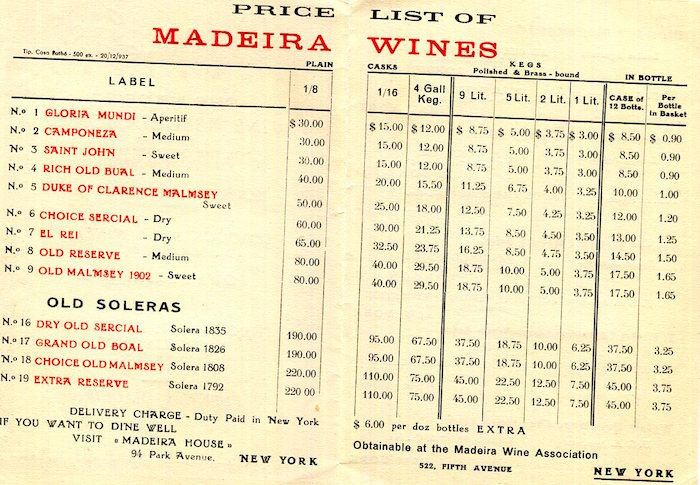 PRICE LIST OF
MADEIRA WINES
Tip. Casa Buthé - 500 ex. - 20/12/937
PLAIN CASKS KEGS Polished & Brass-bound IN BOTTLE
LABEL 1/8 1/16 4 Gall Keg. 9 Lit. 5 Lit. 2 Lit. 1 Lit. CASE of 12 Botts. Per Bottle in Basket
N.º 1 GLORIA MUNDI - Aperitif $ 30.00 $ 15.00 $ 12.00 $ 8.75 $ 5.00 $ 3.75 $ 3.00 $ 8.50 $ 0.90
N.º 2 CAMPONEZA - Medium 30.00 15.00 12.00 8.75 5.00 3.75 3.00 8.50 0.90
N.º 3 SAINT JOHN - Sweet 30.00 15.00 12.00 8.75 5.00 3.75 3.00 8.50 0.90
N.º 4 RICH OLD BUAL - Medium 40.00 20.00 15.50 11.25 6.75 4.00 3.25 10.00 1.00
N.º 5 DUKE OF CLARENCE MALMSEY
Sweet 50.00 25.00 18.00 12.50 7.50 4.25 3.25 12.00 1.20
N.º 6 CHOICE SERCIAL - Dry 60.00 30.00 21.25 13.75 8.50 4.50 3.50 13.00 1.25
N.º 7 EL REI - Dry 65.00 32.50 23.75 16.25 8.50 4.75 3.50 14.50 1.50
N.º 8 OLD RESERVE - Medium 80.00 40.00 29.50 18.75 10.00 5.00 3.75 17.50 1.65
N.º 9 OLD MALMSEY 1902 - Sweet 80.00 40.00 29.50 18.75 10.00 5.00 3.75 17.50 1.65
OLD SOLERAS
N.º 16 DRY OLD SERCIAL Solera 1835 190.00 95.00 67.50 37.50 18.75 10.00 6.25 37.50 3.25
N.º 17 GRAND OLD BOAL Solera 1826 190.00 95.00 67.50 37.50 18.75 10.00 6.25 37.50 3.25
N.º 18 CHOICE OLD MALMSEY Solera 1808 220.00 110.00 75.00 45.00 22.50 12.50 7.50 45.00 3.75
N.º 19 EXTRA RESERVE Solera 1792 220.00 110.00 75.00 45.00 22.50 12.50 7.50 45.00 3.75
DELIVERY CHARGE - Duty Paid in New York $ 6.00 per doz bottles EXTRA
IF YOU WANT TO DINE WELL
VISIT «MADEIRA HOUSE»
94 Park Avenue. NEW YORK
Obtainable at the Madeira Wine Association
522, FIFTH AVENUE
NEW YORK